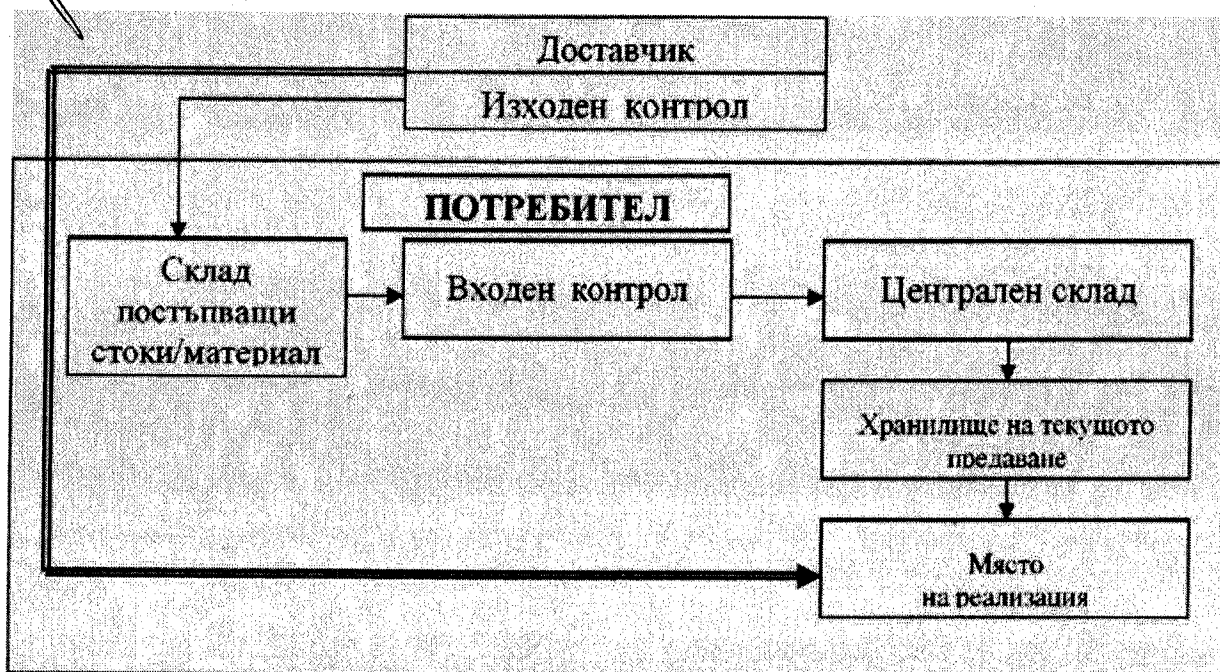 Доставчик
Изходен контрол
ПОТРЕБИТЕЛ
Склад
постъпващи
стоки/материал
Входен контрол
Централен склад
Хранилище на текущото
предаване
Място
на реализация